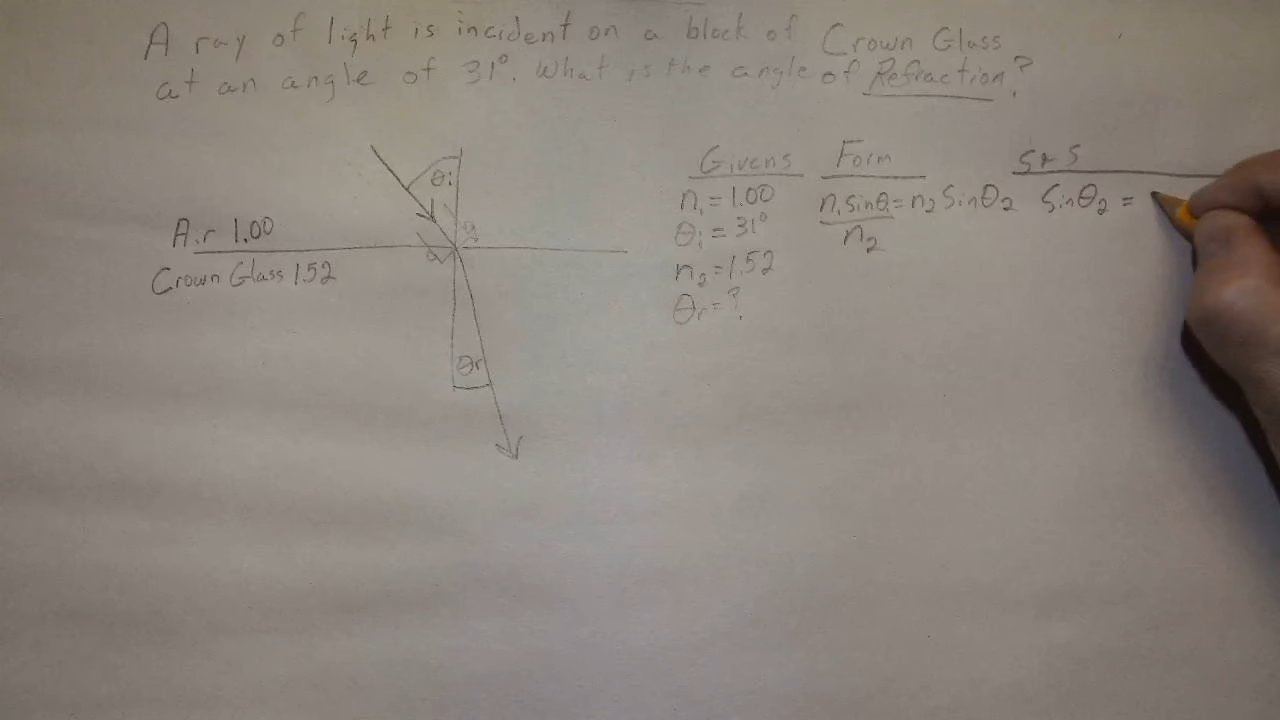 A ray of light is incident on a block of Crown Glass
at an angle of 31°. What is the angle of Refraction?
Givens
n₁ = 1.00
θi = 31°
n₂ = 1.52
θr = ?
Form
n₁ sinθ₁ = n₂ Sinθ₂
n₂
S+S
Sinθ₂ =
θi
Air 1.00
Crown Glass 1.52
θr